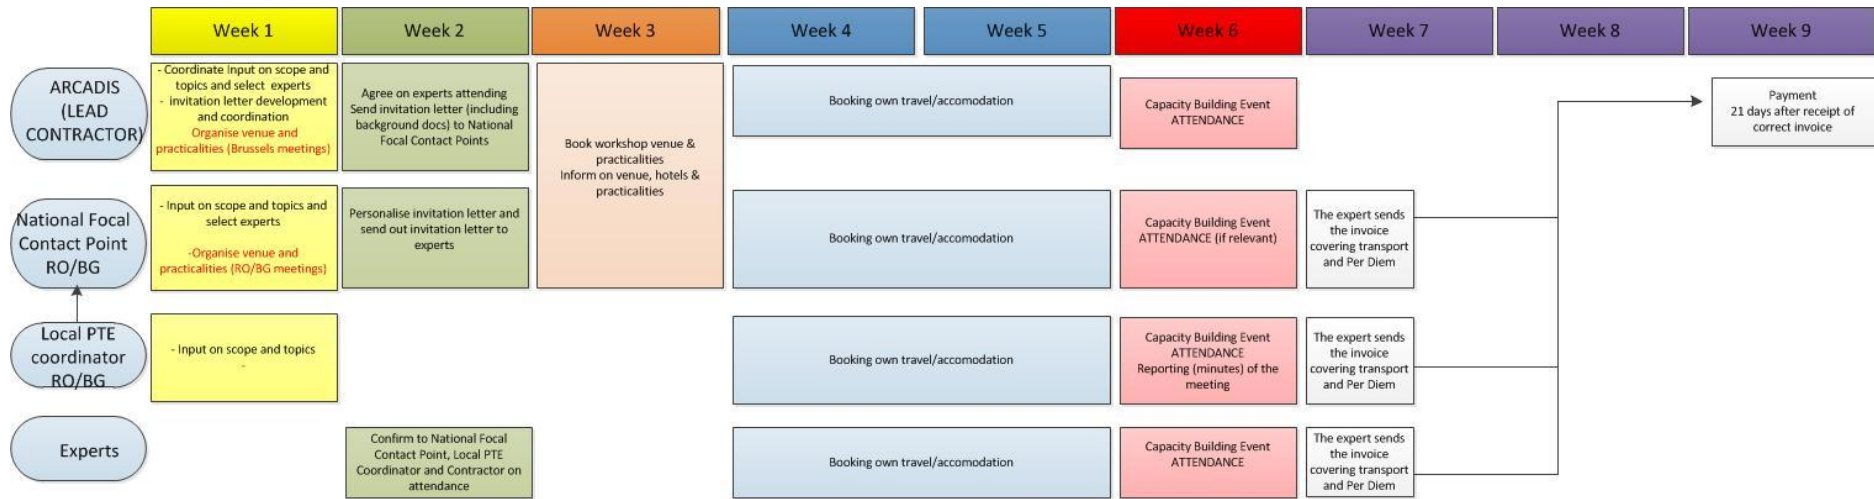 Week 1
Week 2
Week 3
Week 4
Week 5
Week 6
Week 7
Week 8
Week 9
ARCADIS
(LEAD
CONTRACTOR)
- Coordinate Input on scope and
topics and select experts
- invitation letter development
and coordination
Organise venue and
practicalities (Brussels meetings)
Agree on experts attending
Send invitation letter (including
background docs) to National
Focal Contact Points
Book workshop venue &
practicalities
Inform on venue, hotels &
practicalities
Booking own travel/accomodation
Capacity Building Event
ATTENDANCE
Payment
21 days after receipt of
correct invoice
National Focal
Contact Point
RO/BG
- Input on scope and topics and
select experts
-Organise venue and
practicalities (RO/BG meetings)
Personalise invitation letter and
send out invitation letter to
experts
Booking own travel/accomodation
Capacity Building Event
ATTENDANCE (if relevant)
The expert sends
the invoice
covering transport
and Per Diem
Local PTE
coordinator
RO/BG
- Input on scope and topics
-
Booking own travel/accomodation
Capacity Building Event
ATTENDANCE
Reporting (minutes) of the
meeting
The expert sends
the invoice
covering transport
and Per Diem
Experts
Confirm to National Focal
Contact Point, Local PTE
Coordinator and Contractor on
attendance
Booking own travel/accomodation
Capacity Building Event
ATTENDANCE
The expert sends
the invoice
covering transport
and Per Diem